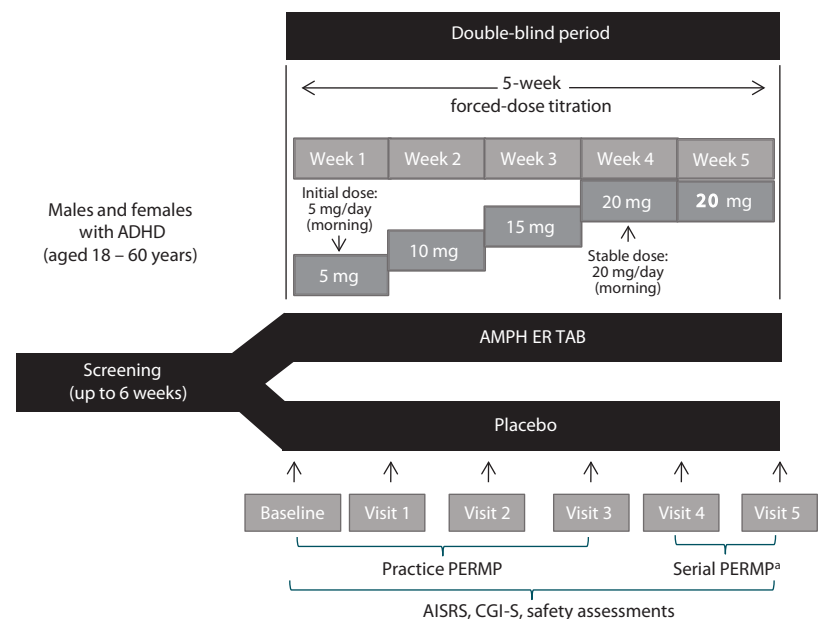 Double-blind period
5-week
forced-dose titration
Week 1
Week 2
Week 3
Week 4
Week 5
Males and females
with ADHD
(aged 18 – 60 years)
Initial dose:
5 mg/day
(morning)
5 mg
10 mg
15 mg
20 mg
20 mg
Stable dose:
20 mg/day
(morning)
AMPH ER TAB
Screening
(up to 6 weeks)
Placebo
Baseline
Visit 1
Visit 2
Visit 3
Visit 4
Visit 5
Practice PERMP
Serial PERMPᵃ
AISRS, CGI-S, safety assessments